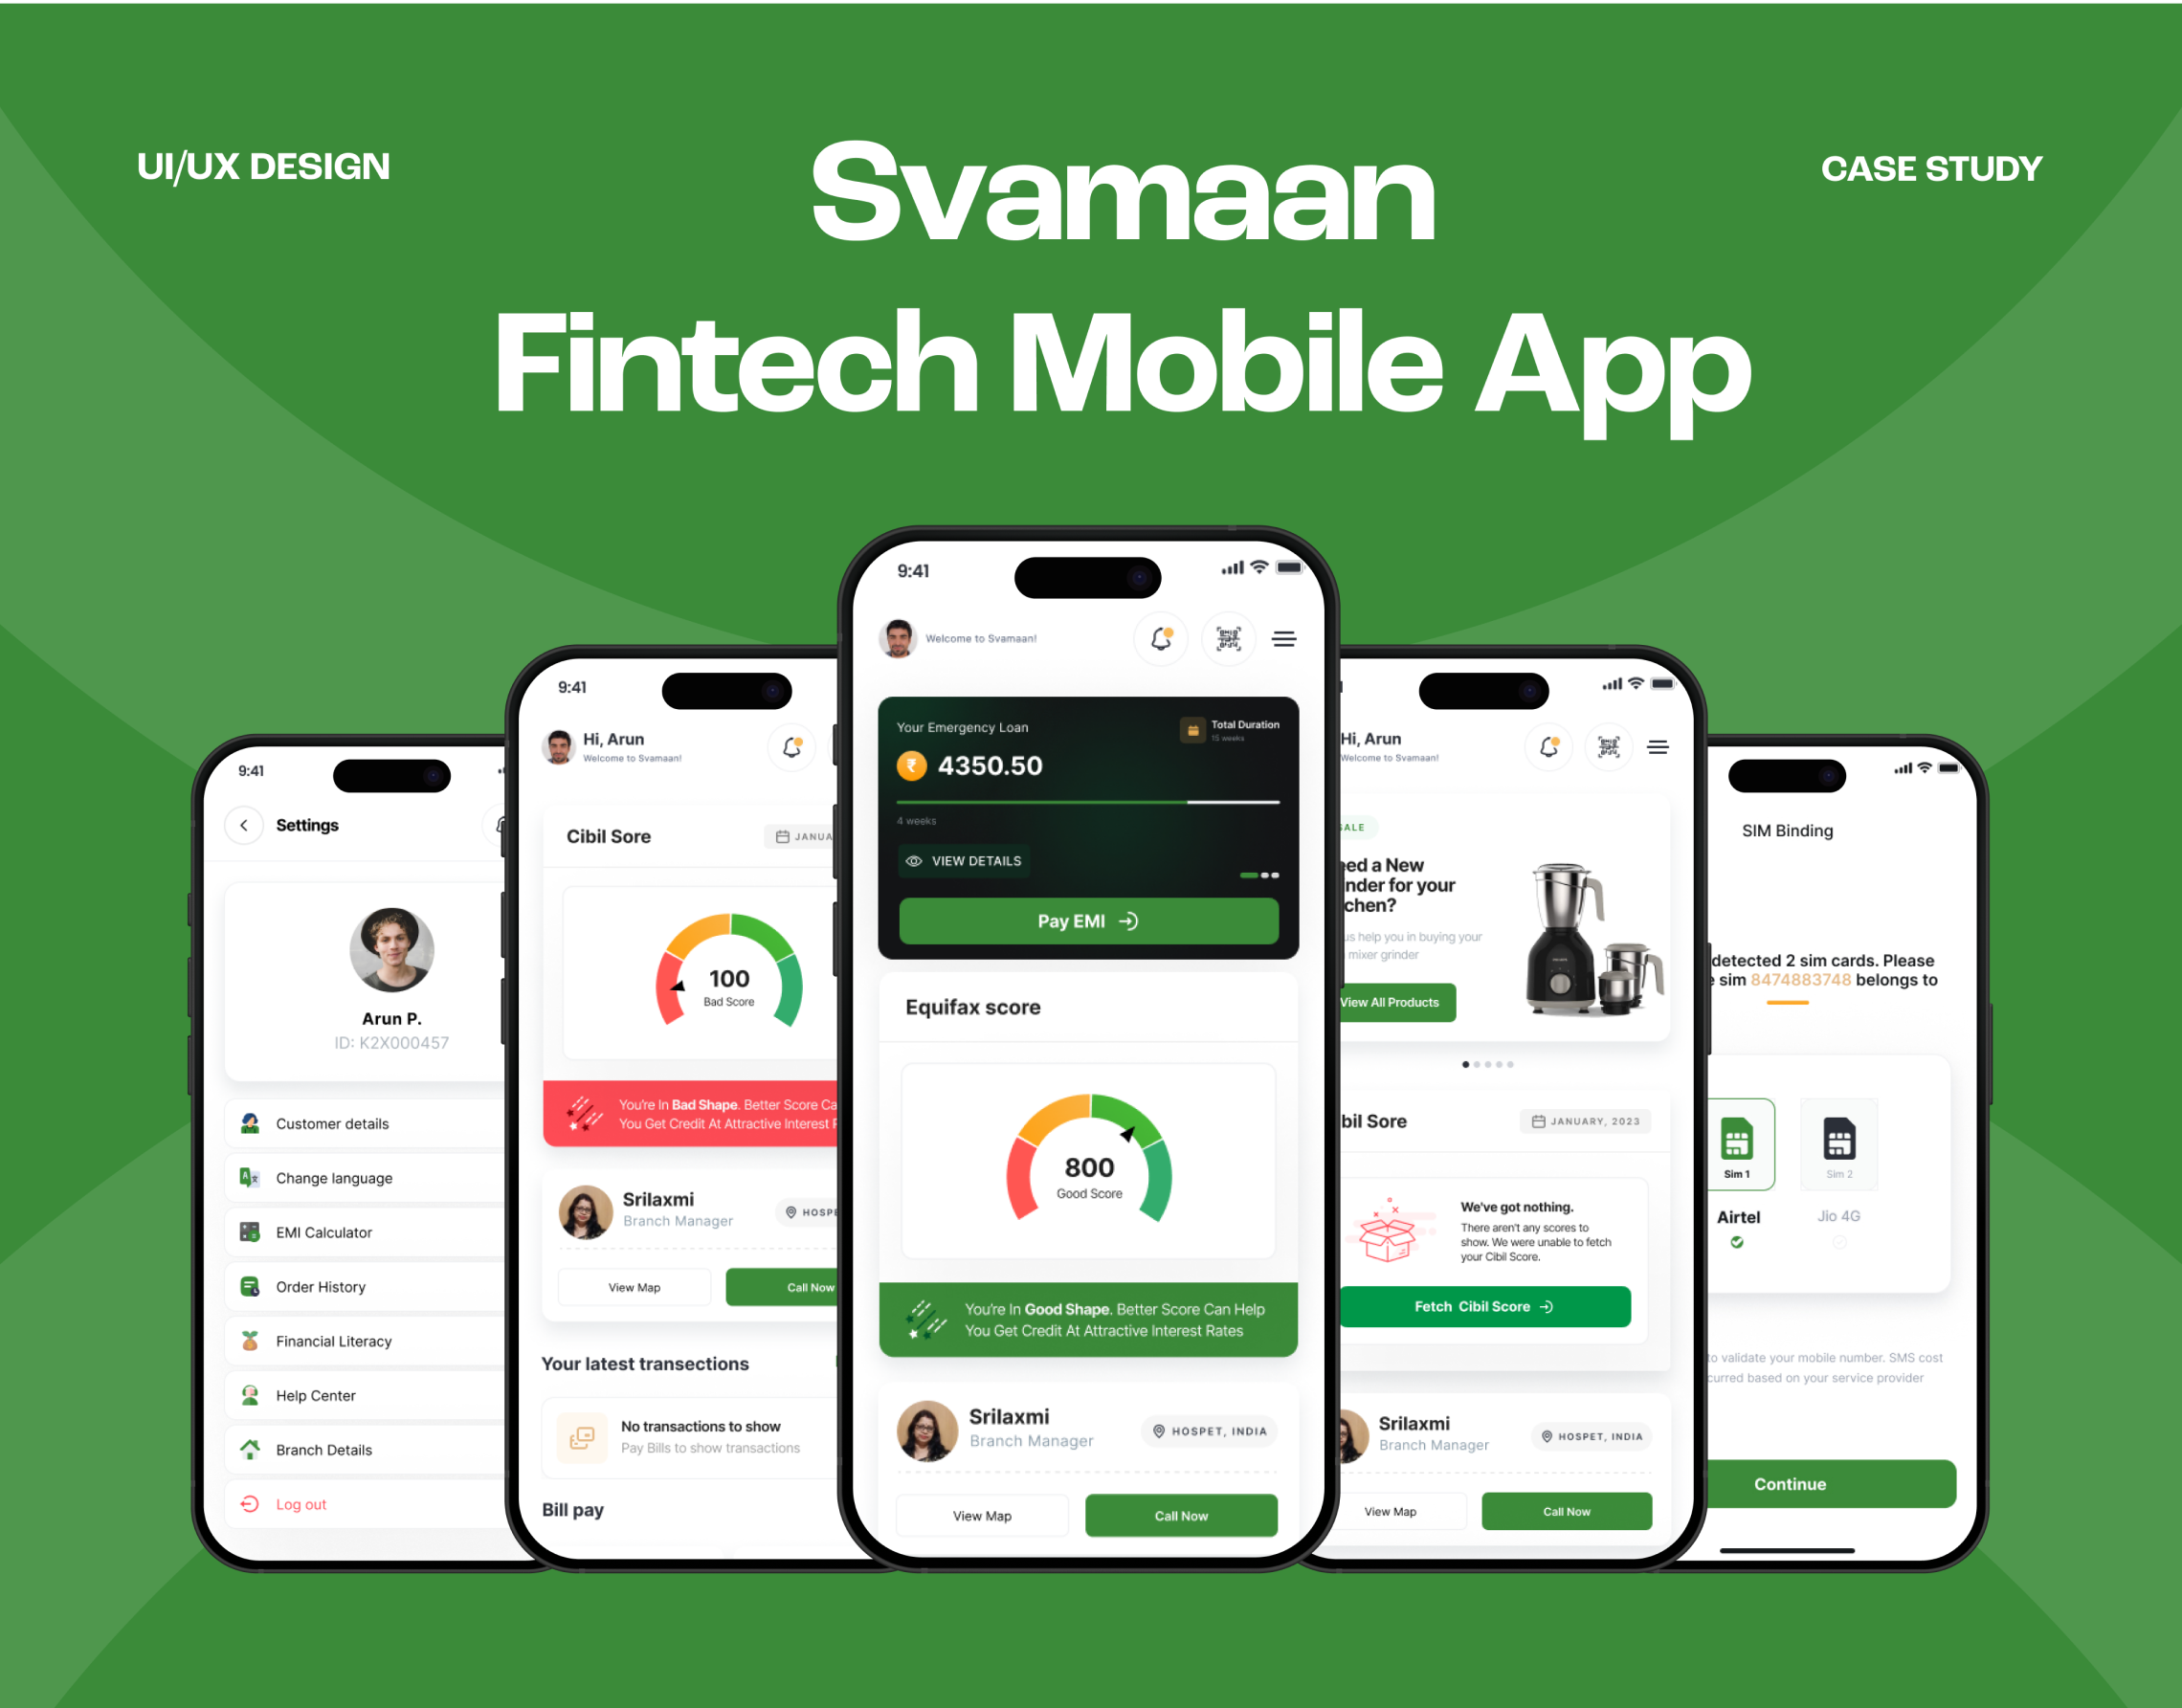 UI/UX DESIGN
Svamaan
CASE STUDY
Fintech Mobile App
9:41
Settings
Arun P.
ID: K2X000457
Customer details
Change language
EMI Calculator
Order History
Financial Literacy
Help Center
Branch Details
Log out
9:41
Hi, Arun
Welcome to Svamaan!
Cibil Sore
JANUA
100
Bad Score
You're In Bad Shape. Better Score Ca
You Get Credit At Attractive Interest
Srilaxmi
Branch Manager
HOSPE
View Map
Call Now
Your latest transections
No transactions to show
Pay Bills to show transactions
Bill pay
9:41
Welcome to Svamaan!
Your Emergency Loan
Total Duration
15 weeks
₹ 4350.50
4 weeks
VIEW DETAILS
Pay EMI
Equifax score
800
Good Score
You're In Good Shape. Better Score Can Help
You Get Credit At Attractive Interest Rates
Srilaxmi
Branch Manager
HOSPET, INDIA
View Map
Call Now
Hi, Arun
Welcome to Svamaan!
SALE
ed a New
nder for your
chen?
us help you in buying your
mixer grinder
View All Products
bil Sore
JANUARY, 2023
We've got nothing.
There aren't any scores to
show. We were unable to fetch
your Cibil Score.
Fetch Cibil Score
Srilaxmi
Branch Manager
HOSPET, INDIA
View Map
Call Now
SIM Binding
detected 2 sim cards. Please
sim 8474883748 belongs to
Sim 1
Sim 2
Airtel
Jio 4G
to validate your mobile number. SMS cost
curred based on your service provider
Continue